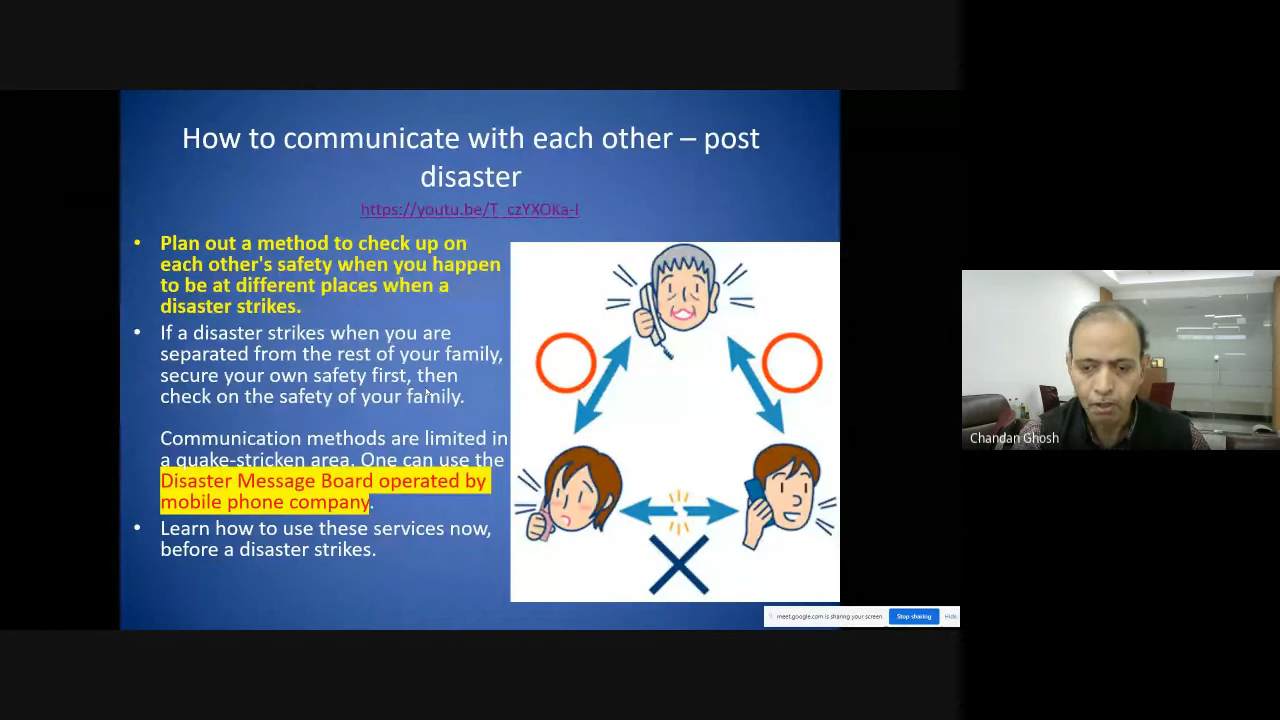 How to communicate with each other – post
disaster
https://youtu.be/T_czYXOKa-I
• Plan out a method to check up on
each other's safety when you happen
to be at different places when a
disaster strikes.
• If a disaster strikes when you are
separated from the rest of your family,
secure your own safety first, then
check on the safety of your family.
Communication methods are limited in
a quake-stricken area. One can use the
Disaster Message Board operated by
mobile phone company.
• Learn how to use these services now,
before a disaster strikes.
meet.google.com is sharing your screen. Stop sharing Hide
Chandan Ghosh